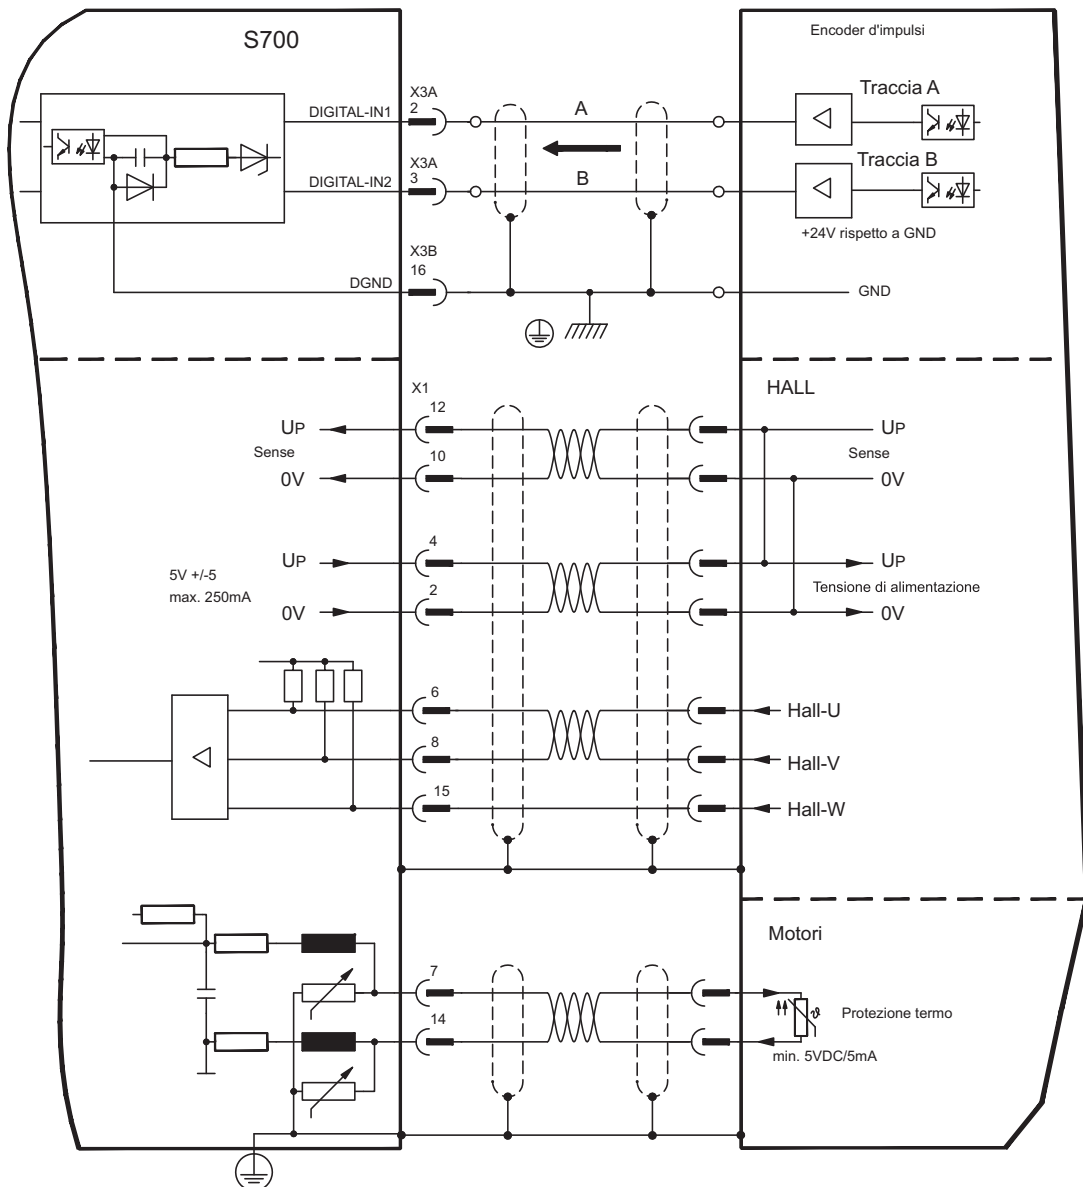 S700
Encoder d'impulsi
X3A
2
DIGITAL-IN1
A
Traccia A
X3A
3
DIGITAL-IN2
B
Traccia B
+24V rispetto a GND
X3B
16
DGND
GND
X1
HALL
12
UP
UP
Sense
Sense
10
0V
0V
4
UP
UP
5V +/-5
max. 250mA
Tensione di alimentazione
2
0V
0V
6
Hall-U
8
Hall-V
15
Hall-W
Motori
7
14
ϑ
Protezione termo
min. 5VDC/5mA